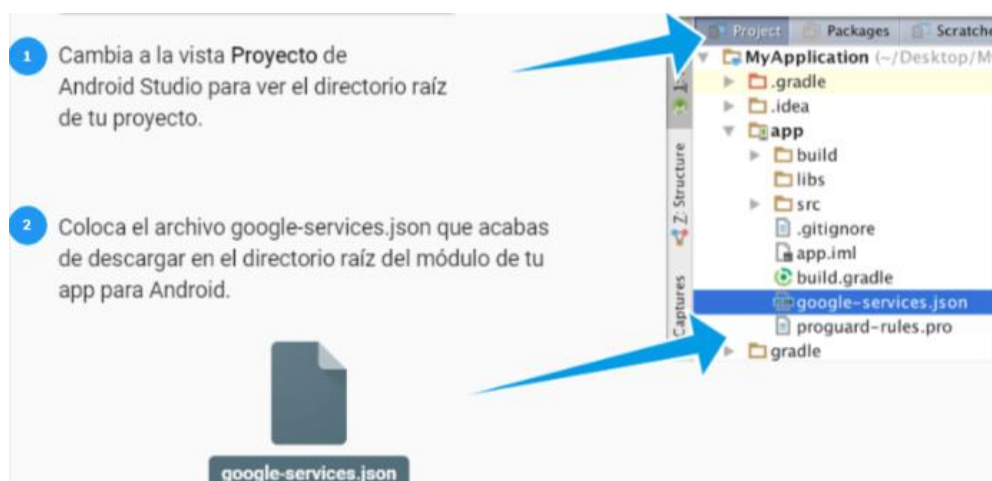 1 Cambia a la vista Proyecto de
Android Studio para ver el directorio raíz
de tu proyecto.
2 Coloca el archivo google-services.json que acabas
de descargar en el directorio raíz del módulo de tu
app para Android.
google-services.json
Project Packages Scratche
MyApplication (~/Desktop/My
.gradle
.idea
app
build
libs
src
.gitignore
app.iml
build.gradle
google-services.json
proguard-rules.pro
gradle
Z: Structure
Captures